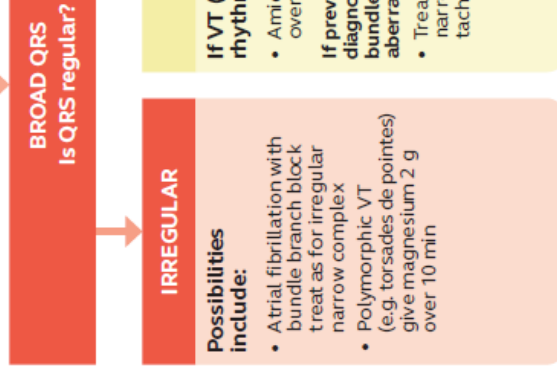 BROAD QRS
Is QRS regular?
IRREGULAR
Possibilities
include:
• Atrial fibrillation with
bundle branch block
treat as for irregular
narrow complex
• Polymorphic VT
(e.g. torsades de pointes)
give magnesium 2 g
over 10 min
If VT (
rhythm
• Amio
over
If prev
diagno
bundle
aberra
• Trea
narr
tach